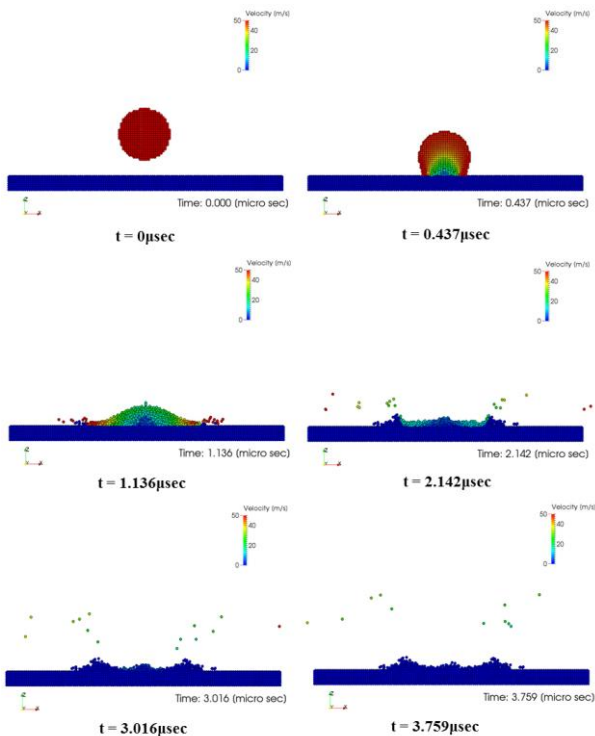 Velocity (m/s)
50
40
20
0
Time: 0.000 (micro sec)
t = 0μsec
Velocity (m/s)
50
40
20
0
Time: 0.437 (micro sec)
t = 0.437μsec
Velocity (m/s)
50
40
20
0
Time: 1.136 (micro sec)
t = 1.136μsec
Velocity (m/s)
50
40
20
0
Time: 2.142 (micro sec)
t = 2.142μsec
Velocity (m/s)
50
40
20
0
Time: 3.016 (micro sec)
t = 3.016μsec
Velocity (m/s)
50
40
20
0
Time: 3.759 (micro sec)
t = 3.759μsec